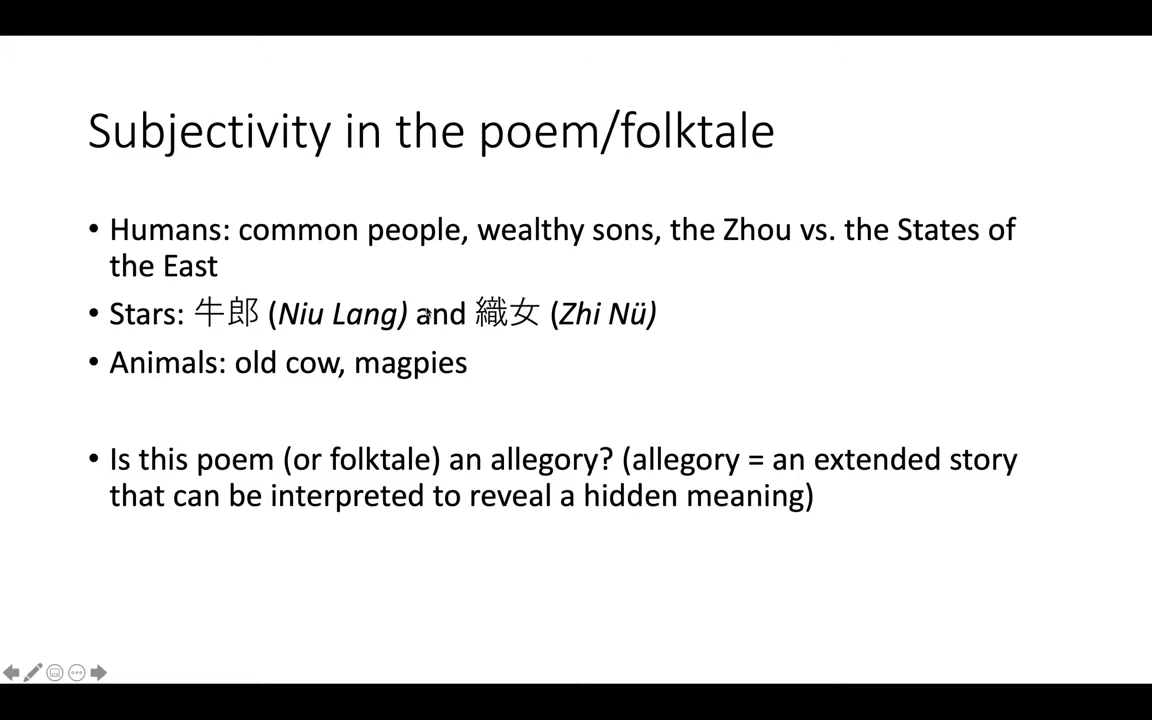 Subjectivity in the poem/folktale
• Humans: common people, wealthy sons, the Zhou vs. the States of
the East
• Stars: 牛郎 (Niu Lang) and 織女 (Zhi Nü)
• Animals: old cow, magpies
• Is this poem (or folktale) an allegory? (allegory = an extended story
that can be interpreted to reveal a hidden meaning)